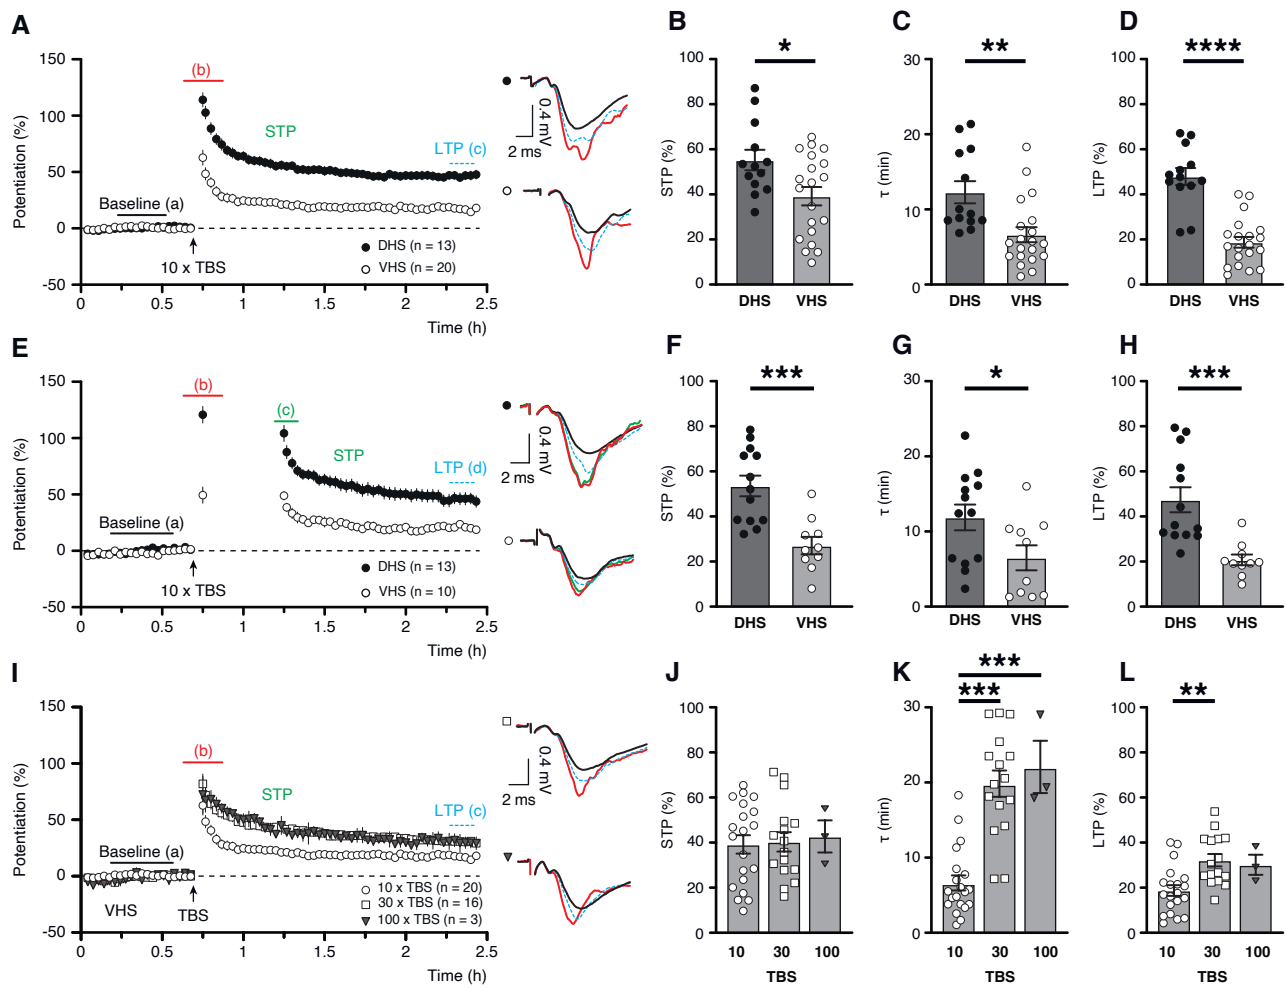 A
Potentiation (%)
150
100
50
0
-50
(b)
STP
LTP (c)
Baseline (a)
10 x TBS
DHS (n = 13)
VHS (n = 20)
0 0.5 1 1.5 2 2.5
Time (h)
0.4 mV
2 ms
B
STP (%)
100
80
60
40
20
0
*
DHS VHS
C
τ (min)
30
20
10
0
**
DHS VHS
D
LTP (%)
100
80
60
40
20
0
****
DHS VHS
E
Potentiation (%)
150
100
50
0
-50
(b)
(c)
STP
LTP (d)
Baseline (a)
10 x TBS
DHS (n = 13)
VHS (n = 10)
0 0.5 1 1.5 2 2.5
Time (h)
0.4 mV
2 ms
F
STP (%)
100
80
60
40
20
0
***
DHS VHS
G
τ (min)
30
20
10
0
*
DHS VHS
H
LTP (%)
100
80
60
40
20
0
***
DHS VHS
I
Potentiation (%)
150
100
50
0
-50
(b)
STP
LTP (c)
Baseline (a)
VHS
TBS
10 x TBS (n = 20)
30 x TBS (n = 16)
100 x TBS (n = 3)
0 0.5 1 1.5 2 2.5
Time (h)
0.4 mV
2 ms
J
STP (%)
100
80
60
40
20
0
10 30 100
TBS
K
τ (min)
30
20
10
0
***
***
10 30 100
TBS
L
LTP (%)
100
80
60
40
20
0
**
10 30 100
TBS